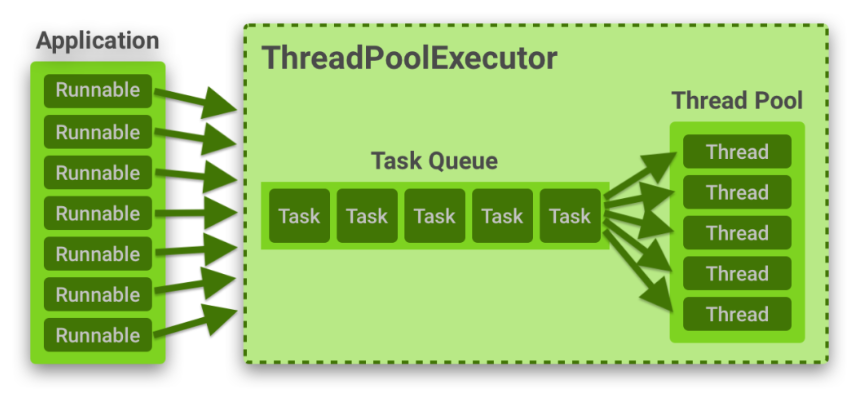 Application
Runnable
Runnable
Runnable
Runnable
Runnable
Runnable
Runnable
ThreadPoolExecutor
Task Queue
Task Task Task Task Task
Thread Pool
Thread
Thread
Thread
Thread
Thread